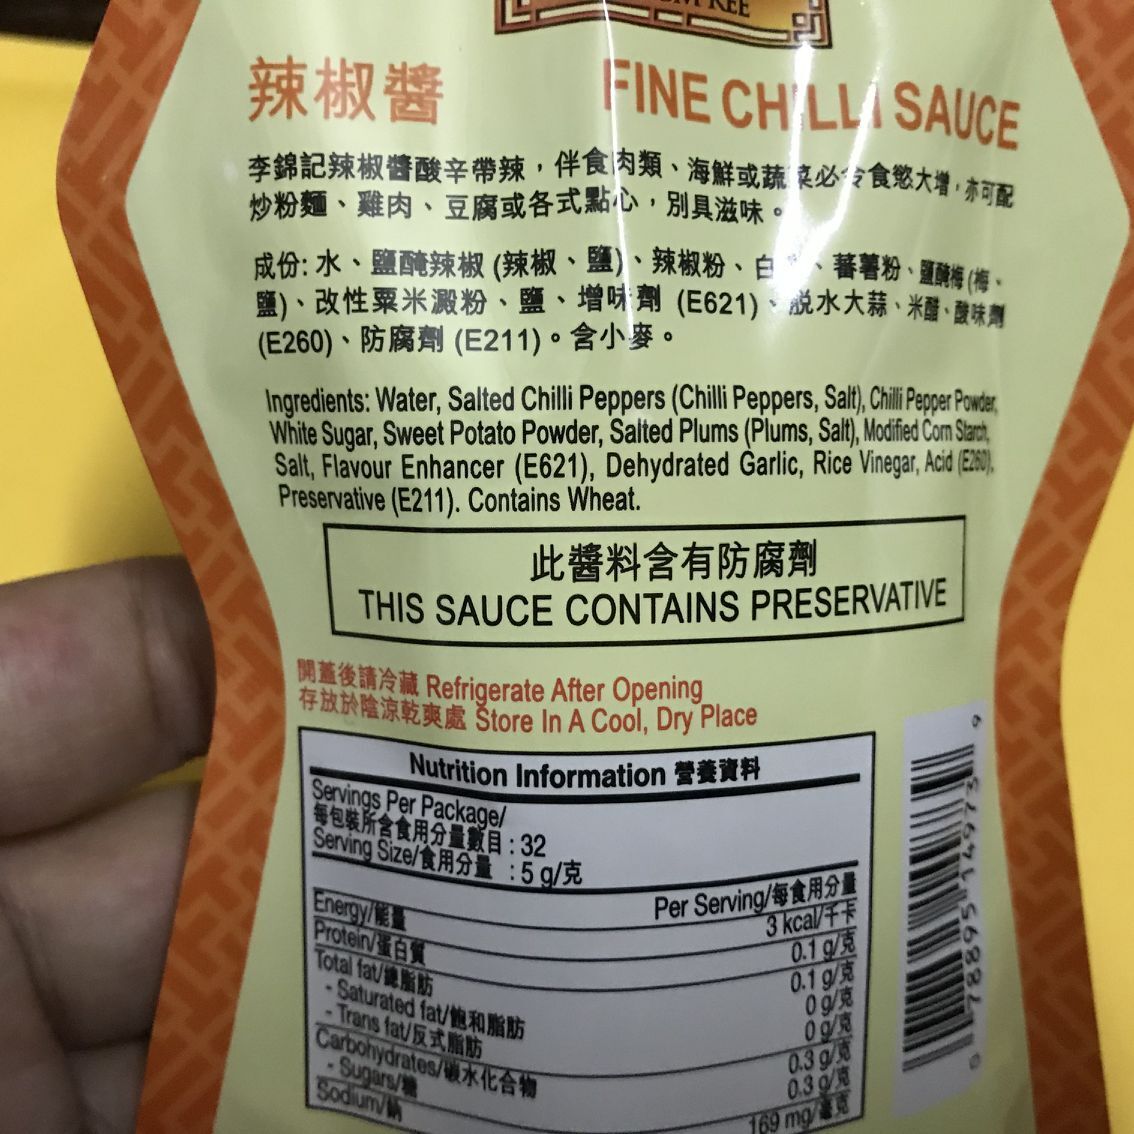 KEE
辣椒醬 FINE CHILLI SAUCE
李錦記辣椒醬酸辛帶辣，伴食肉類、海鮮或蔬菜必令食慾大增，亦可配
炒粉麵、雞肉、豆腐或各式點心，別具滋味。
成份: 水、鹽醃辣椒 (辣椒、鹽)、辣椒粉、白、蕃薯粉、鹽醃梅 (梅、
鹽)、改性粟米澱粉、鹽、增味劑 (E621)、脫水大蒜、米醋、酸味劑
(E260)、防腐劑 (E211)。含小麥。
Ingredients: Water, Salted Chilli Peppers (Chilli Peppers, Salt), Chilli Pepper Powder,
White Sugar, Sweet Potato Powder, Salted Plums (Plums, Salt), Modified Corn Starch,
Salt, Flavour Enhancer (E621), Dehydrated Garlic, Rice Vinegar, Acid (E260),
Preservative (E211). Contains Wheat.
此醬料含有防腐劑
THIS SAUCE CONTAINS PRESERVATIVE
開蓋後請冷藏 Refrigerate After Opening
存放於陰涼乾爽處 Store In A Cool, Dry Place
Nutrition Information 營養資料
Servings Per Package/
每包裝所含食用分量數目 : 32
Serving Size/食用分量 : 5 g/克
Per Serving/每食用分量
Energy/能量 3 kcal/千卡
Protein/蛋白質 0.1 g/克
Total fat/總脂肪 0.1 g/克
- Saturated fat/飽和脂肪 0 g/克
- Trans fat/反式脂肪 0 g/克
Carbohydrates/碳水化合物 0.3 g/克
- Sugars/糖 0.3 g/克
Sodium/鈉 169 mg/毫克
0 78895 14973 9